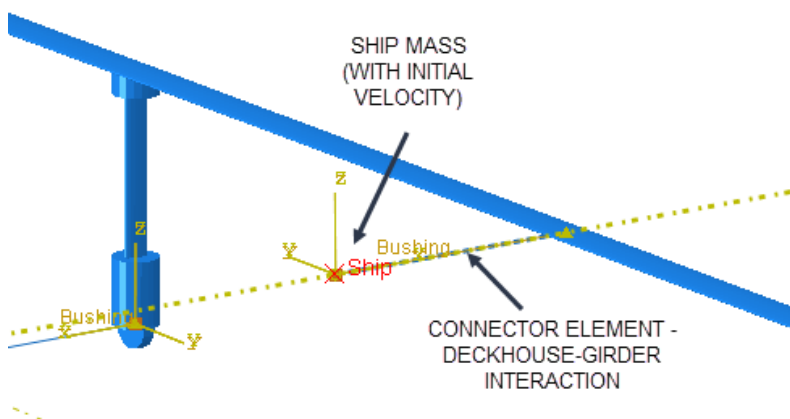 SHIP MASS
(WITH INITIAL
VELOCITY)
Z
Y
Bushing
X
Ship
Z
Bushing
X
Y
CONNECTOR ELEMENT -
DECKHOUSE-GIRDER
INTERACTION